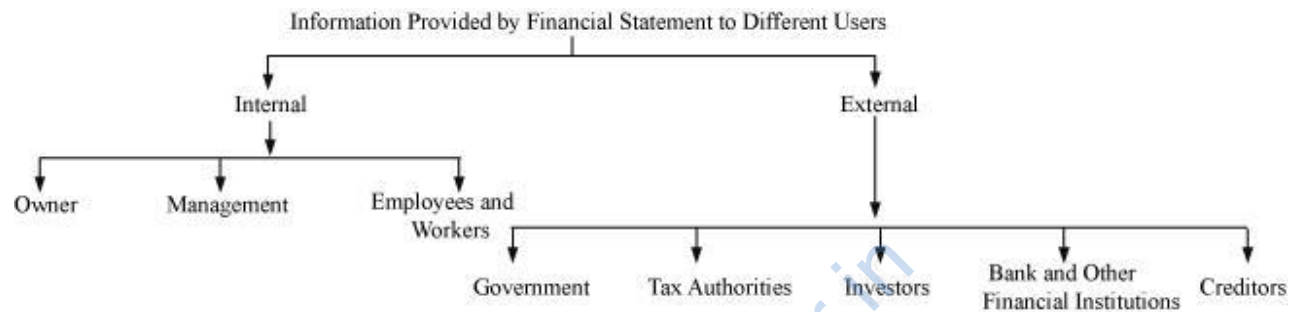 Information Provided by Financial Statement to Different Users
Internal
External
Owner
Management
Employees and
Workers
Government
Tax Authorities
Investors
Bank and Other
Financial Institutions
Creditors